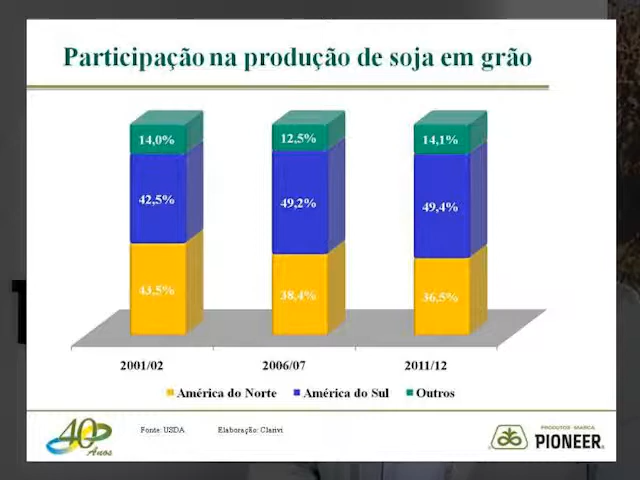 Participação na produção de soja em grão
14,0%
12,5%
14,1%
42,5%
49,2%
49,4%
43,5%
38,4%
36,5%
2001/02
2006/07
2011/12
América do Norte
América do Sul
Outros
40
Anos
Fonte: USDA
Elaboração: Clarivi
PRODUTOS MARCA
PIONEER